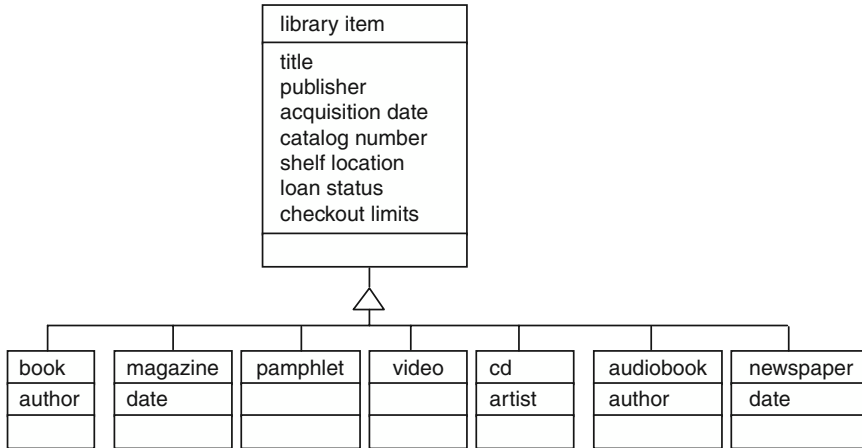 library item
title
publisher
acquisition date
catalog number
shelf location
loan status
checkout limits
book magazine pamphlet video cd audiobook newspaper
author date artist author date